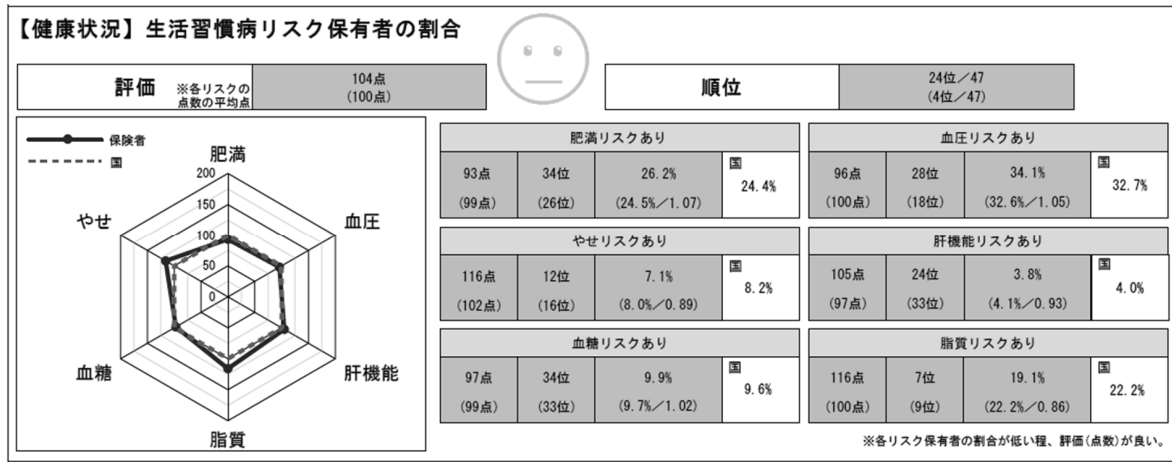 【健康状況】生活習慣病リスク保有者の割合
評価 ※各リスクの
点数の平均点
104点
(100点)
順位
24位／47
(4位／47)
保険者
国
肥満
血圧
肝機能
脂質
血糖
やせ
200
150
100
50
0
肥満リスクあり
93点 34位 26.2% 国 24.4%
(99点) (26位) (24.5%／1.07)
血圧リスクあり
96点 28位 34.1% 国 32.7%
(100点) (18位) (32.6%／1.05)
やせリスクあり
116点 12位 7.1% 国 8.2%
(102点) (16位) (8.0%／0.89)
肝機能リスクあり
105点 24位 3.8% 国 4.0%
(97点) (33位) (4.1%／0.93)
血糖リスクあり
97点 34位 9.9% 国 9.6%
(99点) (33位) (9.7%／1.02)
脂質リスクあり
116点 7位 19.1% 国 22.2%
(100点) (9位) (22.2%／0.86)
※各リスク保有者の割合が低い程、評価(点数)が良い。